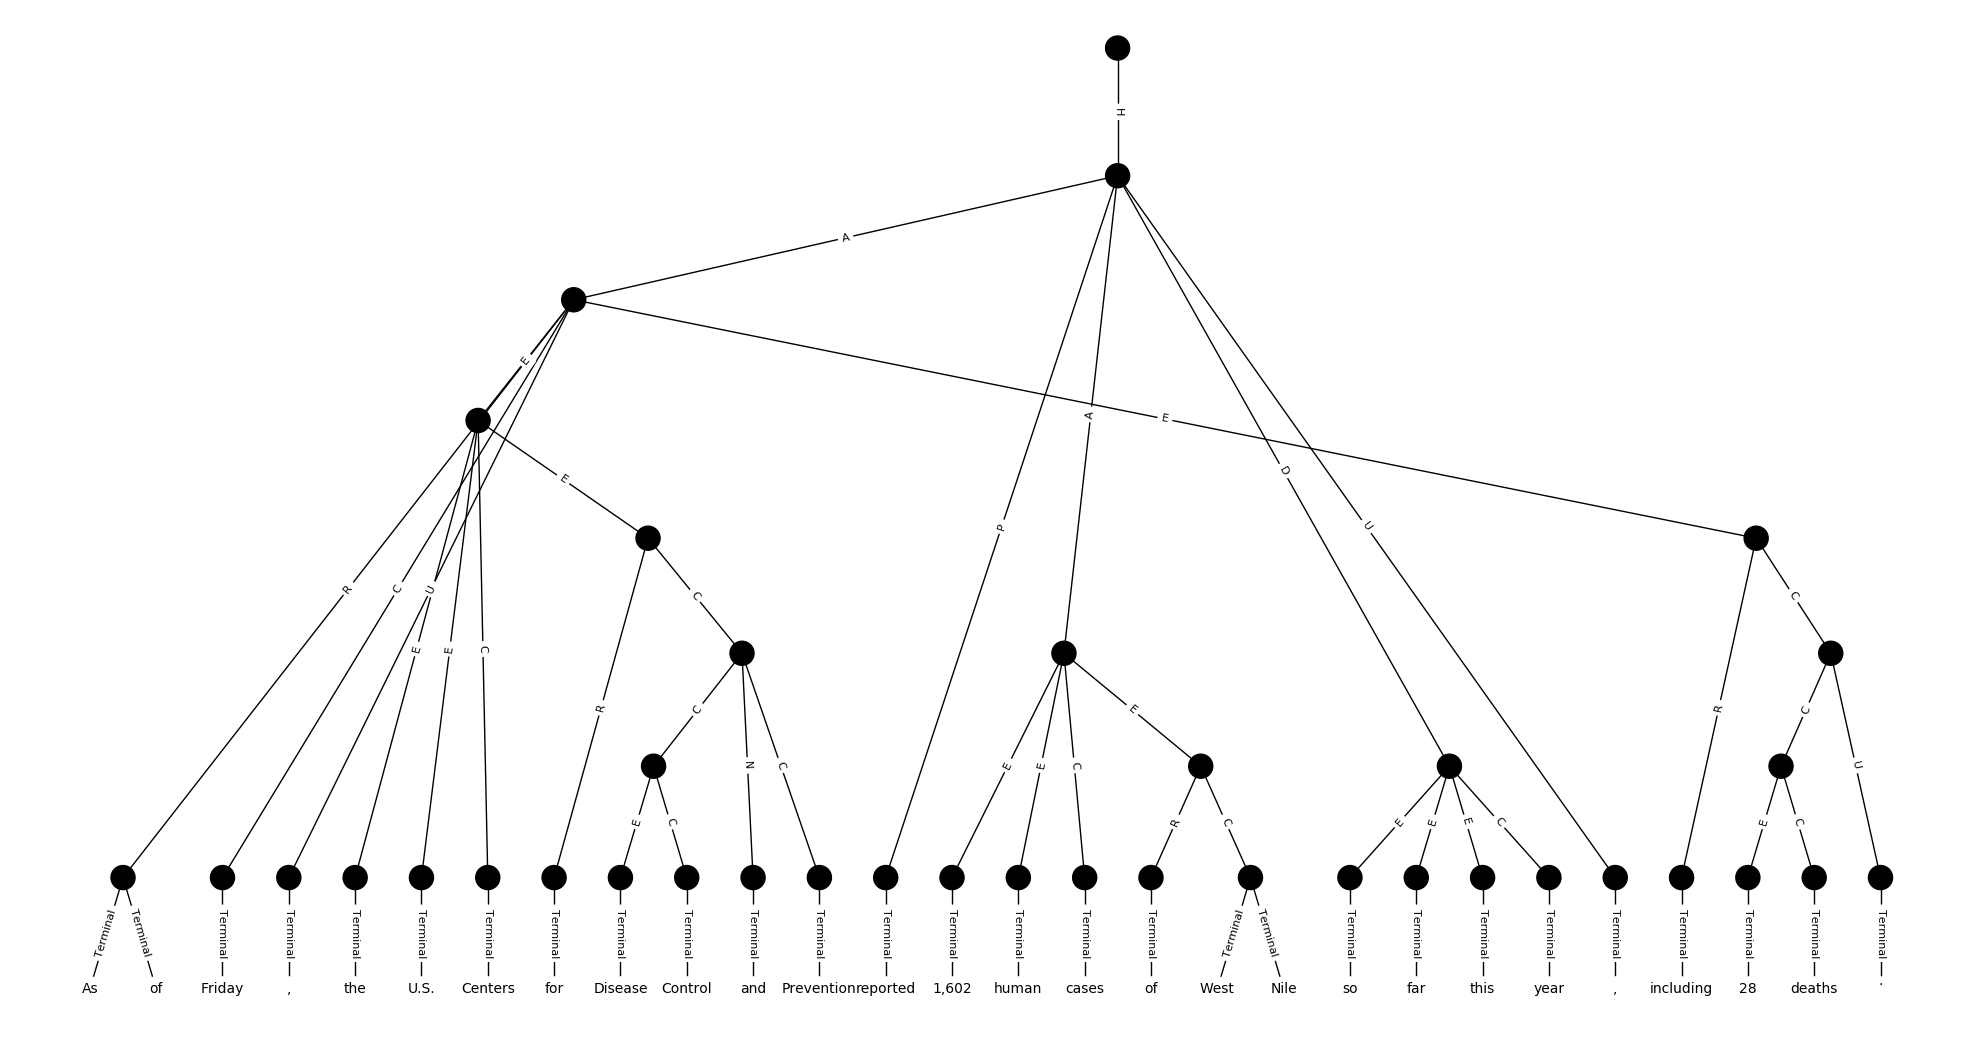 H
A
E
A
E
E
D
U
P
R
C
U
C
C
E
E
C
R
C
R
C
N
C
E
E
C
E
C
U
E
C
R
C
E
E
E
C
E
C
Terminal Terminal Terminal Terminal Terminal Terminal Terminal Terminal Terminal Terminal Terminal Terminal Terminal Terminal Terminal Terminal Terminal Terminal Terminal Terminal Terminal Terminal Terminal Terminal Terminal Terminal Terminal Terminal
As of Friday , the U.S. Centers for Disease Control and Prevention reported 1,602 human cases of West Nile so far this year , including 28 deaths .